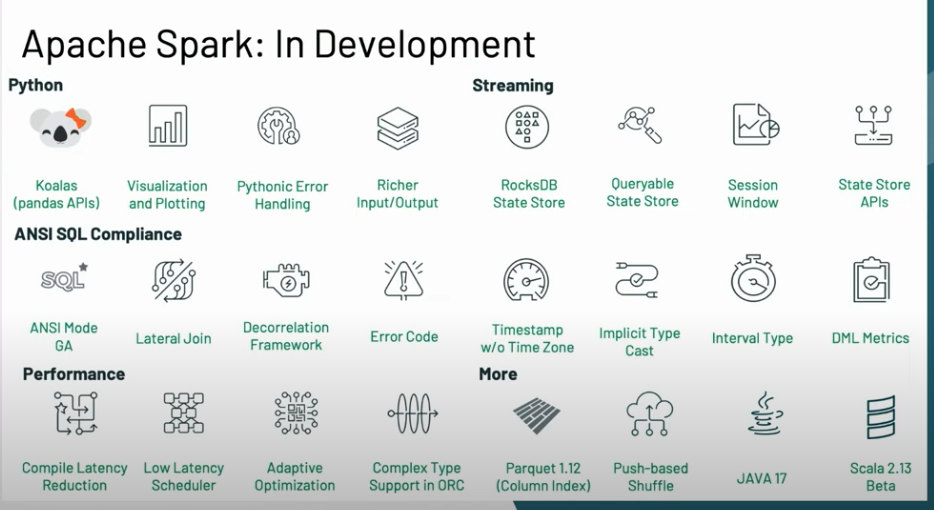 Apache Spark: In Development
Python
Koalas
(pandas APIs)
Visualization
and Plotting
Pythonic Error
Handling
Richer
Input/Output
Streaming
RocksDB
State Store
Queryable
State Store
Session
Window
State Store
APIs
ANSI SQL Compliance
SQL
ANSI Mode
GA
Lateral Join
Decorrelation
Framework
Error Code
Timestamp
w/o Time Zone
Implicit Type
Cast
Interval Type
DML Metrics
Performance
Compile Latency
Reduction
Low Latency
Scheduler
Adaptive
Optimization
Complex Type
Support in ORC
More
Parquet 1.12
(Column Index)
Push-based
Shuffle
JAVA 17
Scala 2.13
Beta